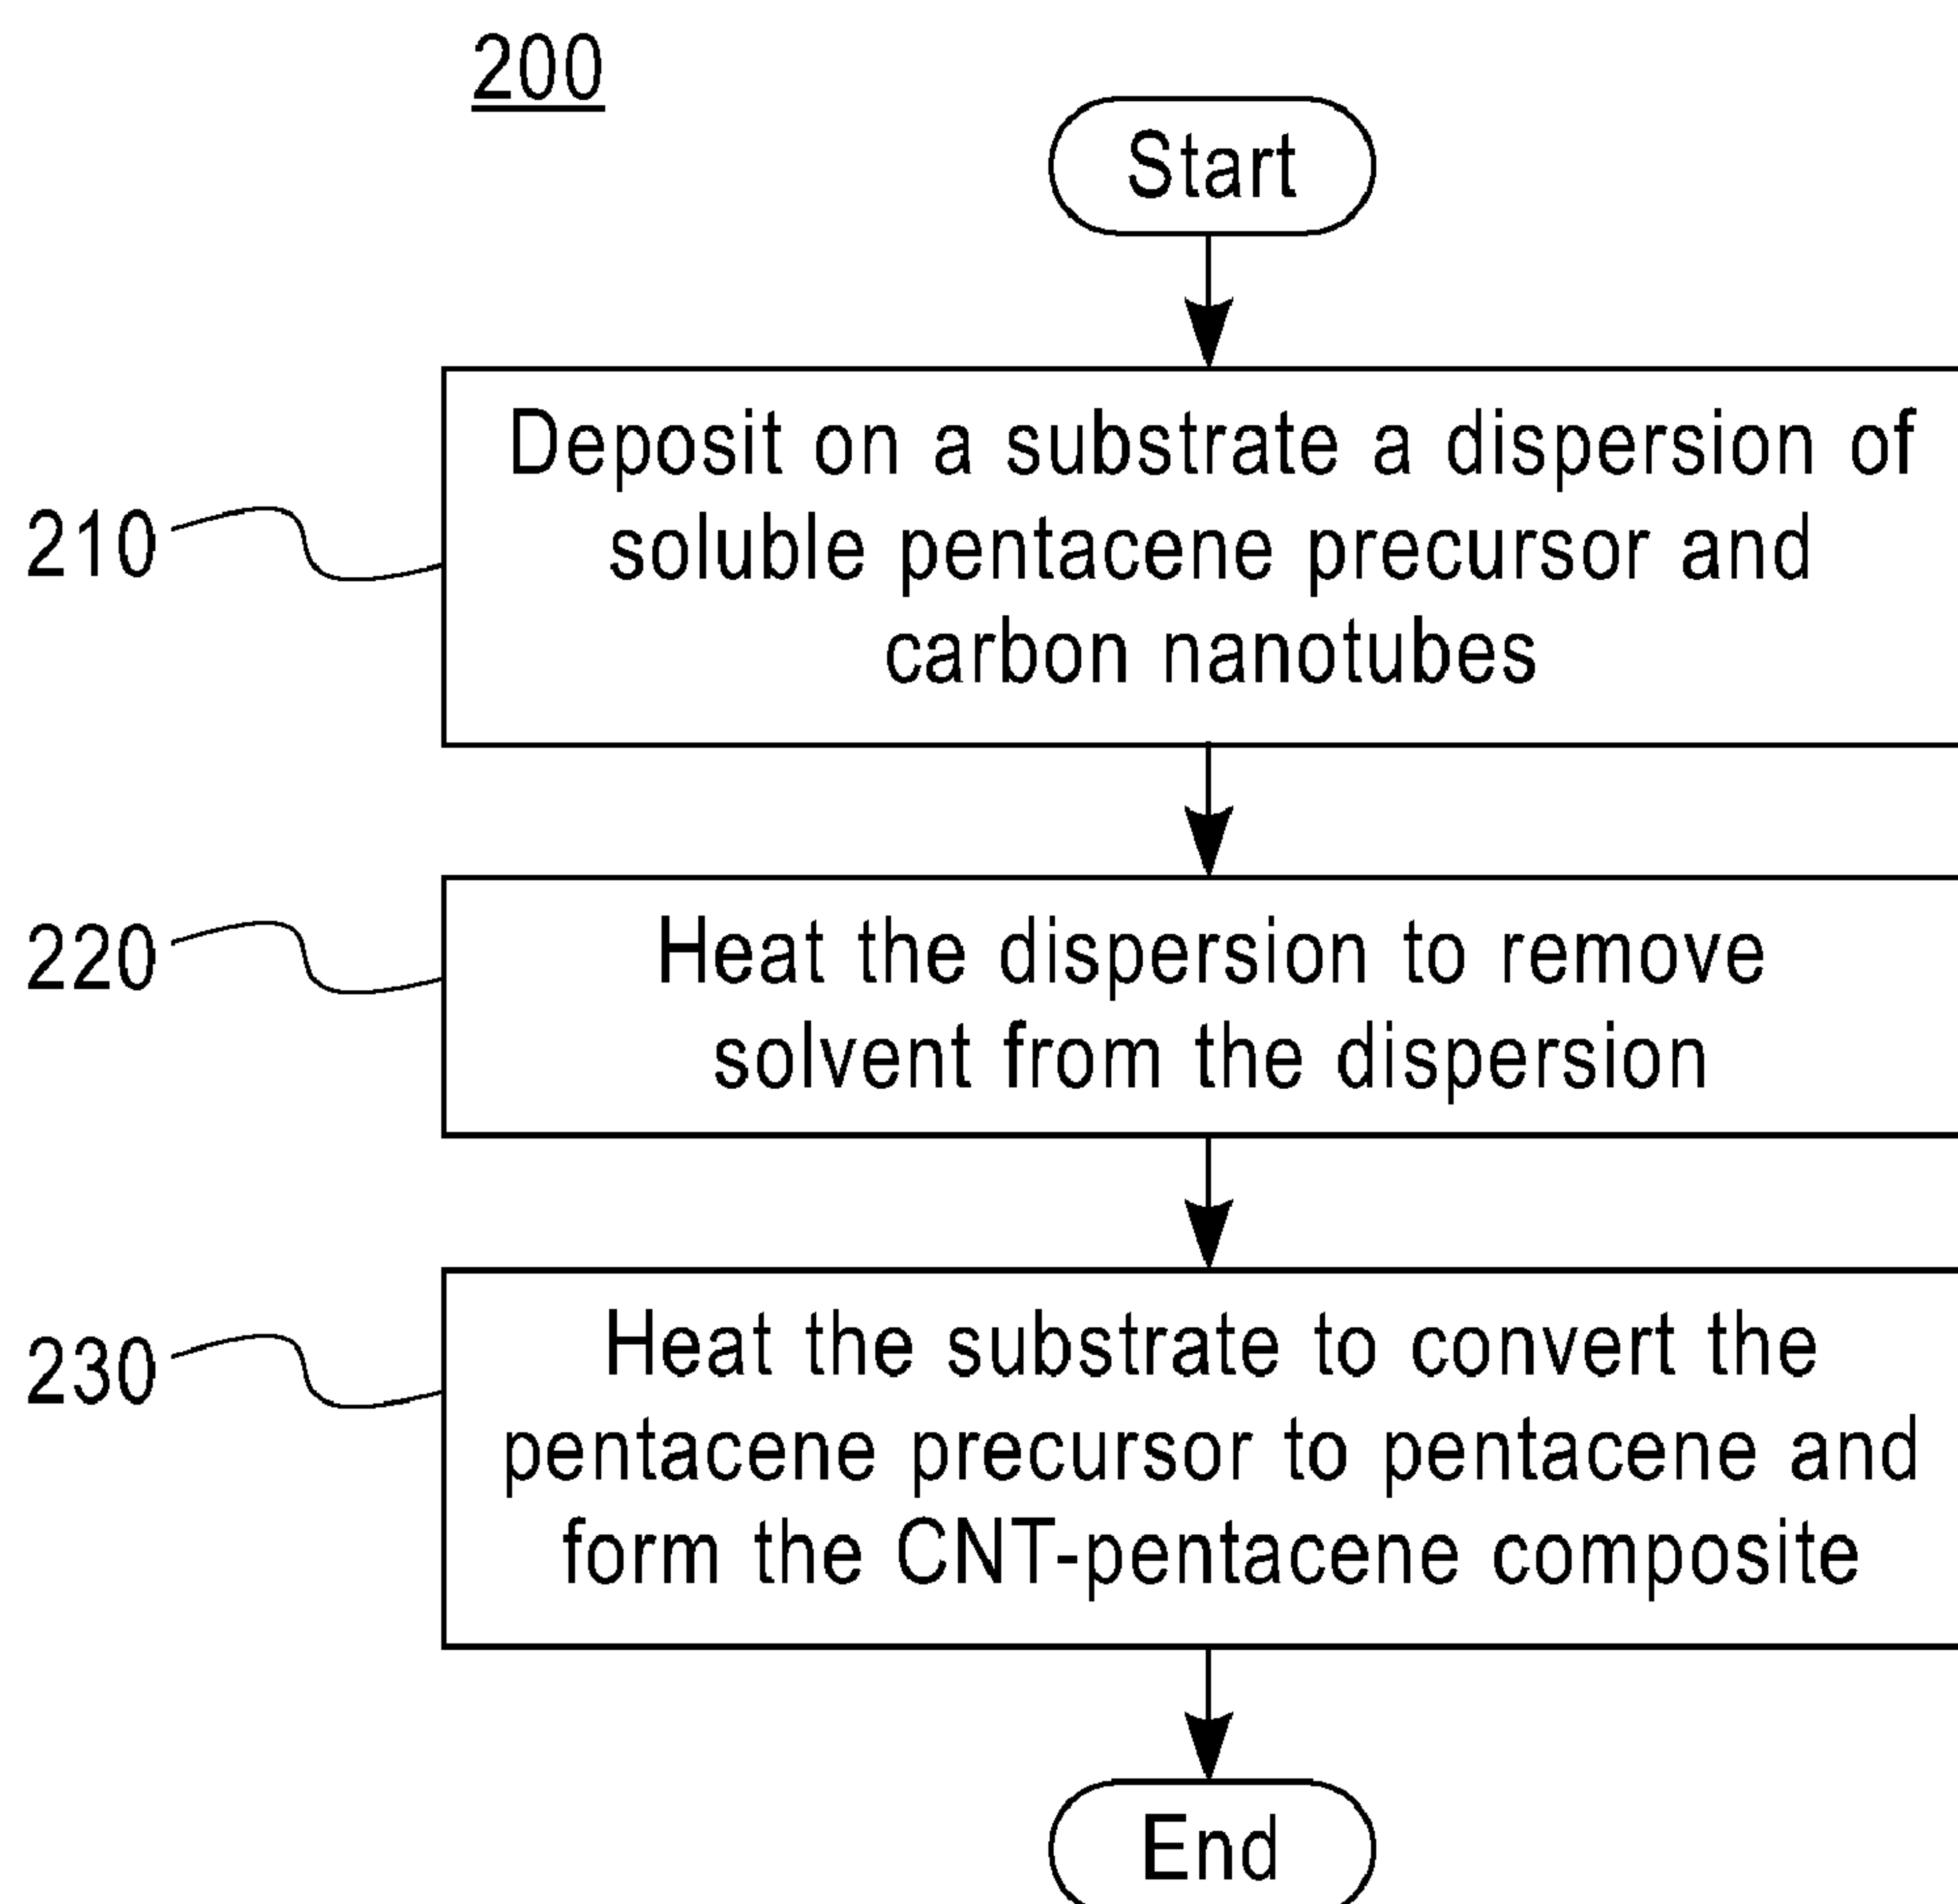 200
Start
210
Deposit on a substrate a dispersion of
soluble pentacene precursor and
carbon nanotubes
220
Heat the dispersion to remove
solvent from the dispersion
230
Heat the substrate to convert the
pentacene precursor to pentacene and
form the CNT-pentacene composite
End